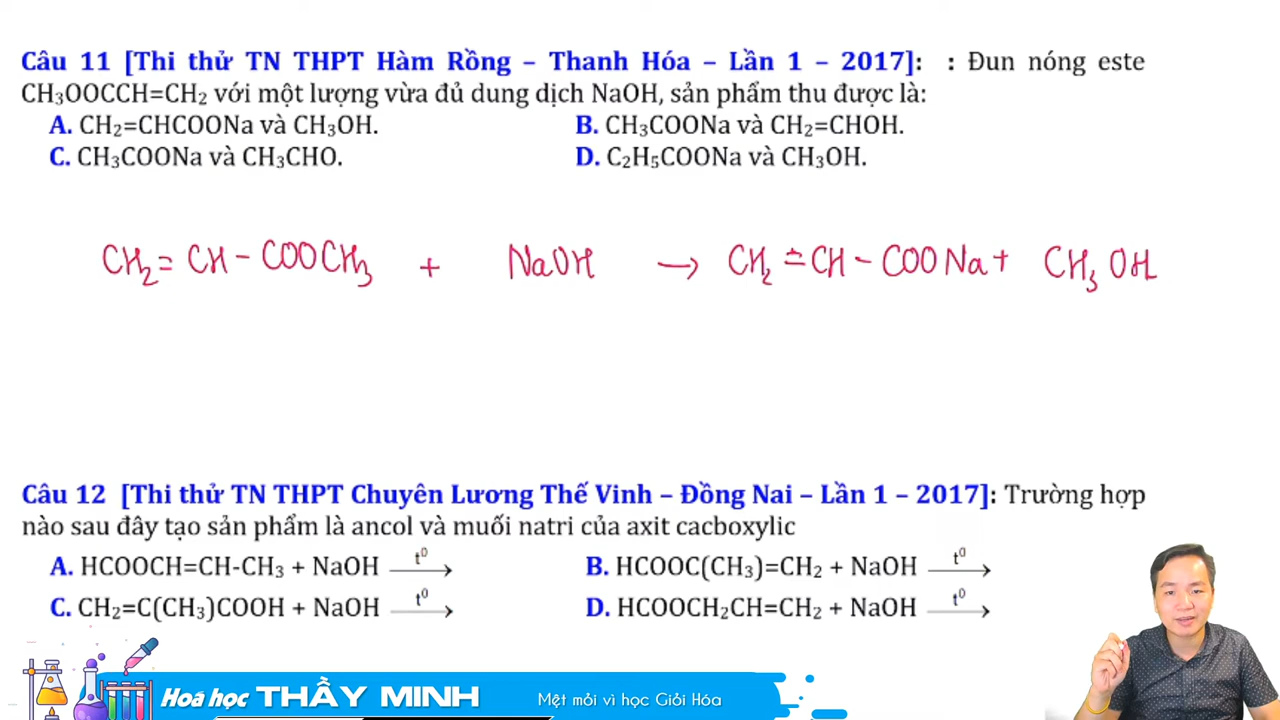 Câu 11 [Thi thử TN THPT Hàm Rồng – Thanh Hóa – Lần 1 – 2017]: : Đun nóng este
CH₃OOCCH=CH₂ với một lượng vừa đủ dung dịch NaOH, sản phẩm thu được là:
A. CH₂=CHCOONa và CH₃OH. B. CH₃COONa và CH₂=CHOH.
C. CH₃COONa và CH₃CHO. D. C₂H₅COONa và CH₃OH.
CH₂=CH-COOCH₃ + NaOH → CH₂=CH-COONa + CH₃OH
Câu 12 [Thi thử TN THPT Chuyên Lương Thế Vinh – Đồng Nai – Lần 1 – 2017]: Trường hợp
nào sau đây tạo sản phẩm là ancol và muối natri của axit cacboxylic
A. HCOOCH=CH-CH₃ + NaOH t⁰→ B. HCOOC(CH₃)=CH₂ + NaOH t⁰→
C. CH₂=C(CH₃)COOH + NaOH t⁰→ D. HCOOCH₂CH=CH₂ + NaOH t⁰→
Hoá học THẦY MINH Mệt mỏi vì học Giỏi Hóa